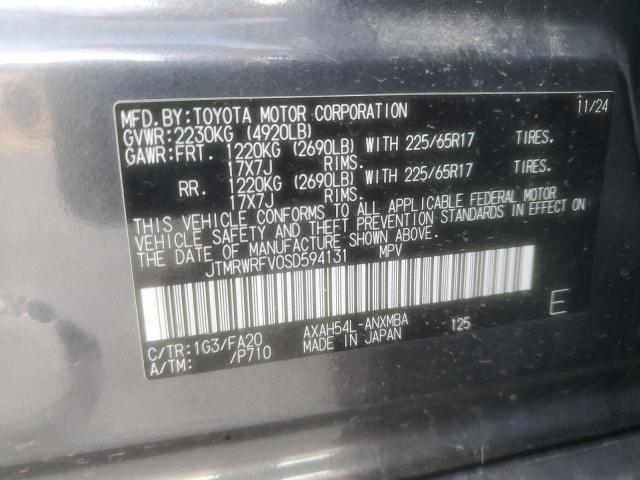 MFD.BY:TOYOTA MOTOR CORPORATION 11/24
GVWR:2230KG (4920LB)
GAWR:FRT. 1220KG (2690LB) WITH 225/65R17 TIRES.
17X7J RIMS.
RR. 1220KG (2690LB) WITH 225/65R17 TIRES.
17X7J RIMS.
THIS VEHICLE CONFORMS TO ALL APPLICABLE FEDERAL MOTOR
VEHICLE SAFETY AND THEFT PREVENTION STANDARDS IN EFFECT ON
THE DATE OF MANUFACTURE SHOWN ABOVE.
JTMRWRFV0SD594131 MPV
E
C/TR:1G3/FA20 AXAH54L-ANXMBA 125
A/TM: /P710 MADE IN JAPAN